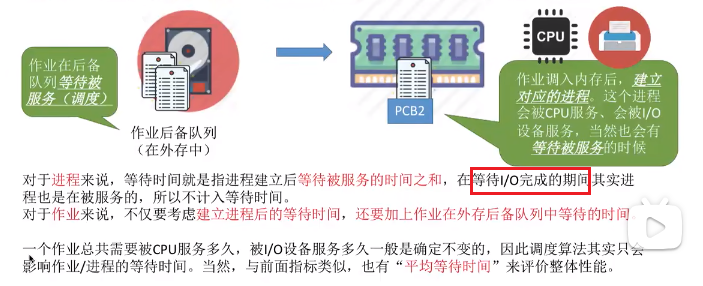 作业在后备
队列等待被
服务（调度）
作业后备队列
（在外存中）
PCB2
CPU
作业调入内存后，建立
对应的进程。这个进程
会被CPU服务、会被I/O
设备服务，当然也会有
等待被服务的时候
对于进程来说，等待时间就是指进程建立后等待被服务的时间之和，在等待I/O完成的期间其实进
程也是在被服务的，所以不计入等待时间。
对于作业来说，不仅要考虑建立进程后的等待时间，还要加上作业在外存后备队列中等待的时间。
一个作业总共需要被CPU服务多久，被I/O设备服务多久一般是确定不变的，因此调度算法其实只会
影响作业/进程的等待时间。当然，与前面指标类似，也有“平均等待时间”来评价整体性能。